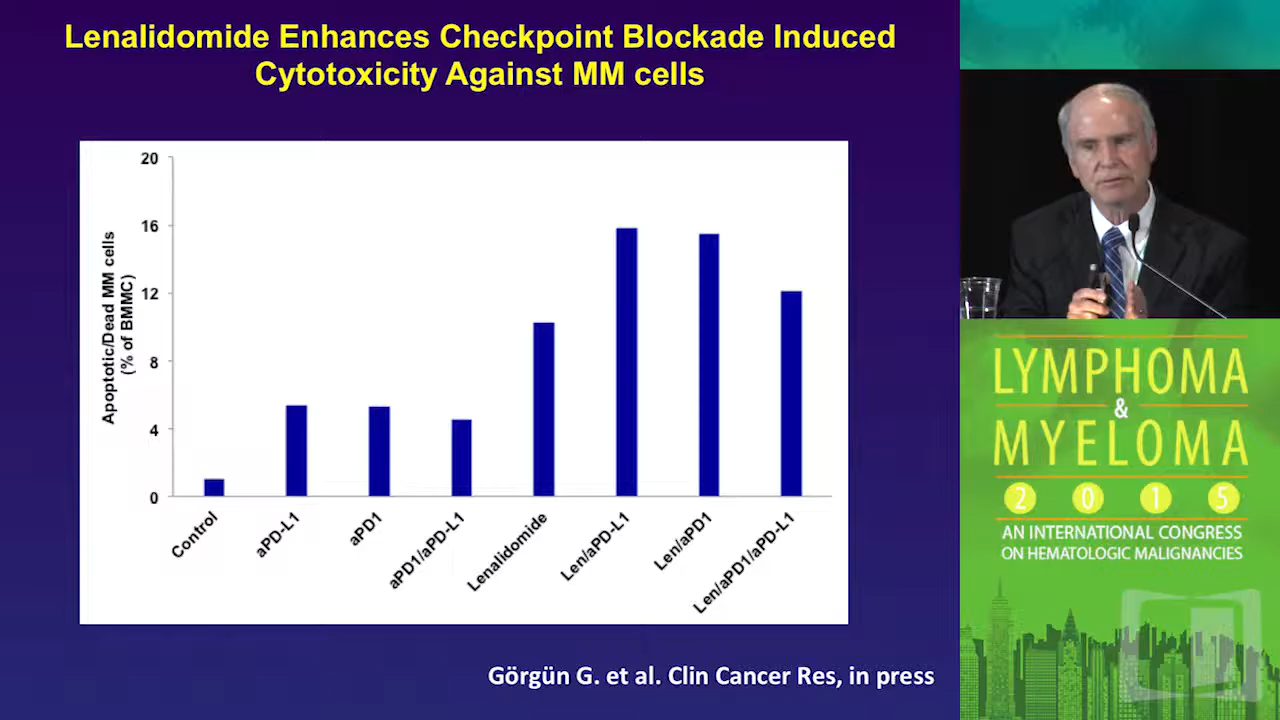 Lenalidomide Enhances Checkpoint Blockade Induced
Cytotoxicity Against MM cells
20
16
12
8
4
0
Apoptotic/Dead MM cells
(% of BMMC)
Control
aPD-L1
aPD1
aPD1/aPD-L1
Lenalidomide
Len/aPD-L1
Len/aPD1
Len/aPD1/aPD-L1
Görgün G. et al. Clin Cancer Res, in press
LYMPHOMA
&
MYELOMA
2 0 1 5
AN INTERNATIONAL CONGRESS
ON HEMATOLOGIC MALIGNANCIES